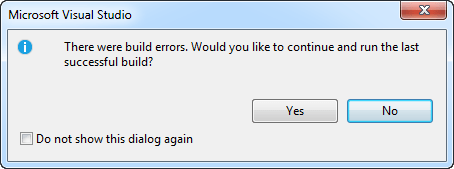 Microsoft Visual Studio
There were build errors. Would you like to continue and run the last
successful build?
Yes
No
Do not show this dialog again